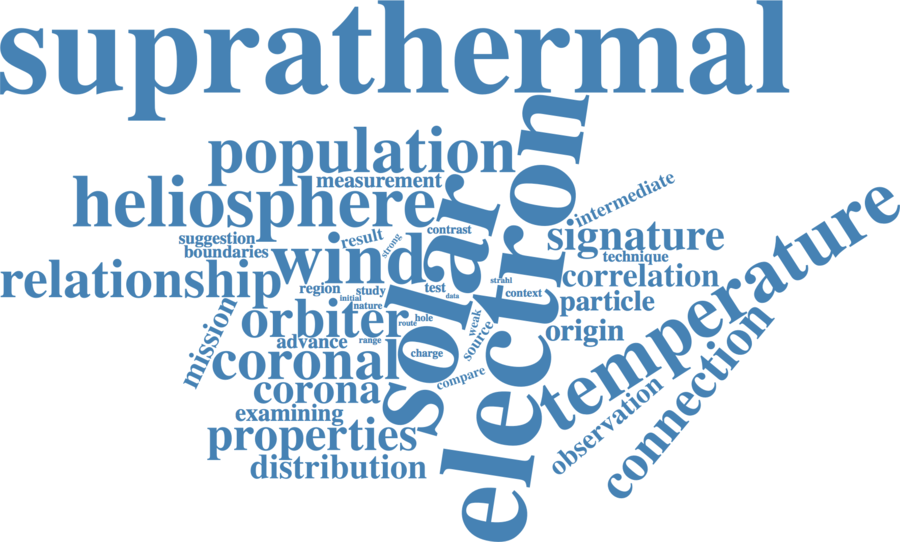 suprathermal
electron
population
measurement
solar
heliosphere
intermediate
temperature
contrast
signature
suggestion
result
strong
boundaries
wind
technique
relationship
correlation
strahl
region
study
test
data
context
particle
initial
nature
mission
orbiter
route
hole
weak
source
origin
advance
range
coronal
charge
connection
compare
corona
examining
observation
properties
distribution